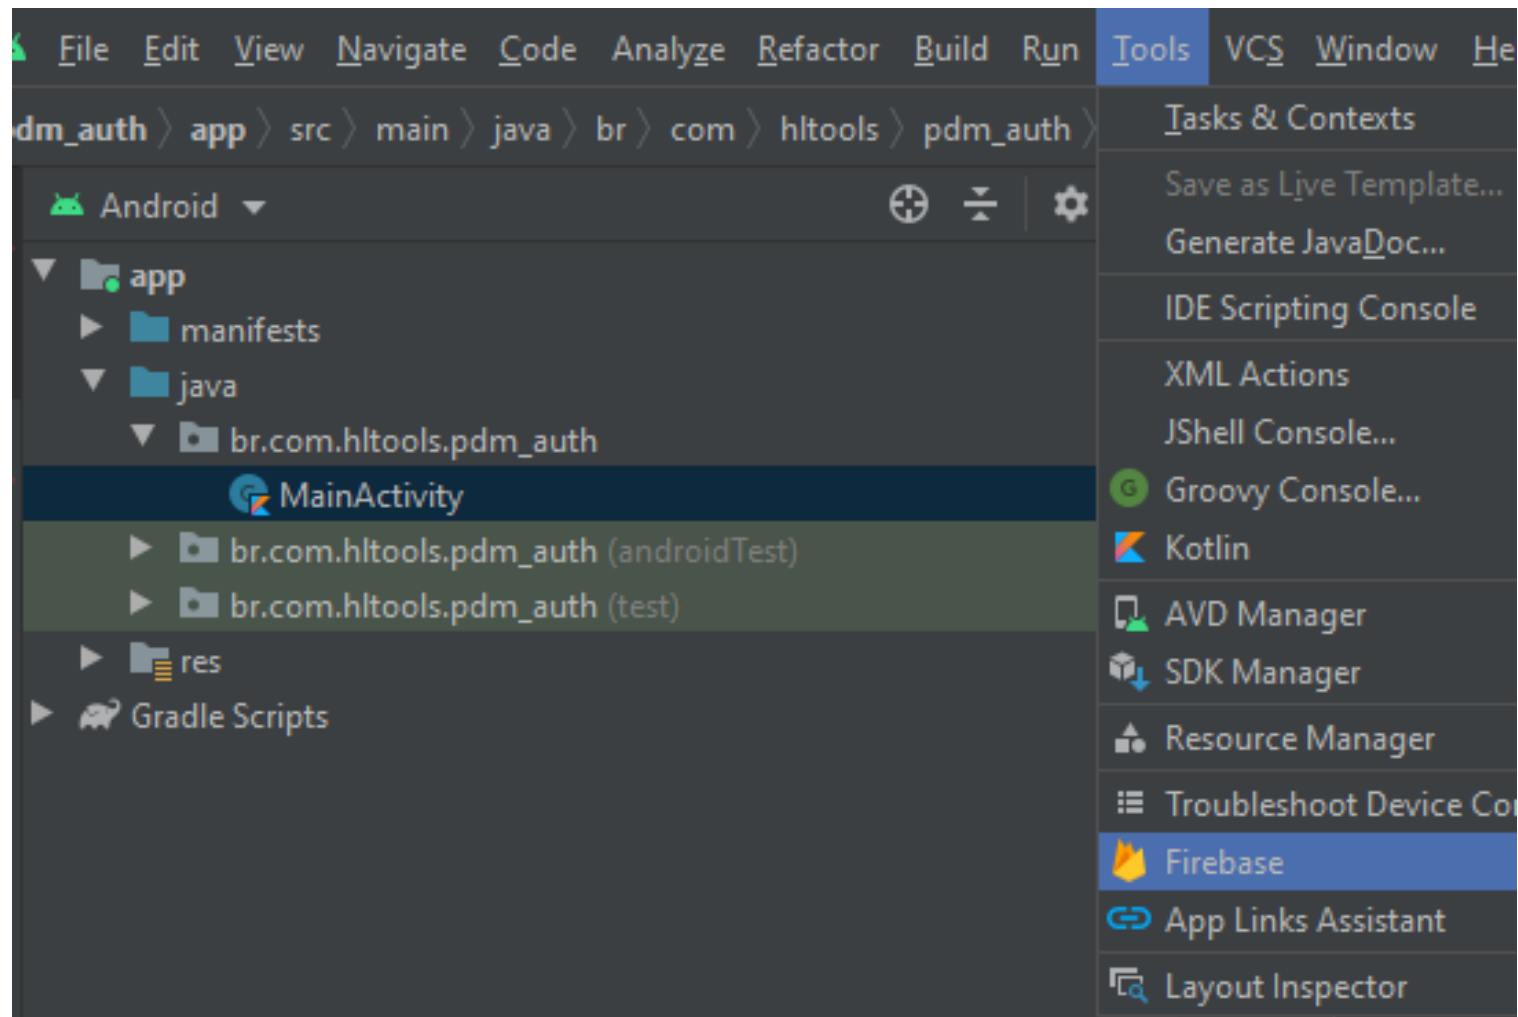 File Edit View Navigate Code Analyze Refactor Build Run Tools VCS Window He
dm_auth app src main java br com hltools pdm_auth
Android
app
manifests
java
br.com.hltools.pdm_auth
MainActivity
br.com.hltools.pdm_auth (androidTest)
br.com.hltools.pdm_auth (test)
res
Gradle Scripts
Tasks & Contexts
Save as Live Template...
Generate JavaDoc...
IDE Scripting Console
XML Actions
JShell Console...
G Groovy Console...
Kotlin
AVD Manager
SDK Manager
Resource Manager
Troubleshoot Device Co
Firebase
App Links Assistant
Layout Inspector